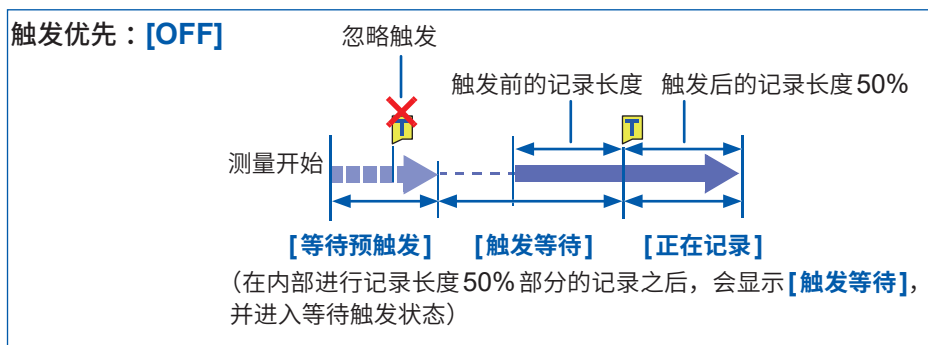 触发优先：[OFF]
忽略触发
触发前的记录长度 触发后的记录长度50%
T
T
测量开始
[等待预触发] [触发等待] [正在记录]
（在内部进行记录长度50%部分的记录之后，会显示[触发等待]，
并进入等待触发状态）